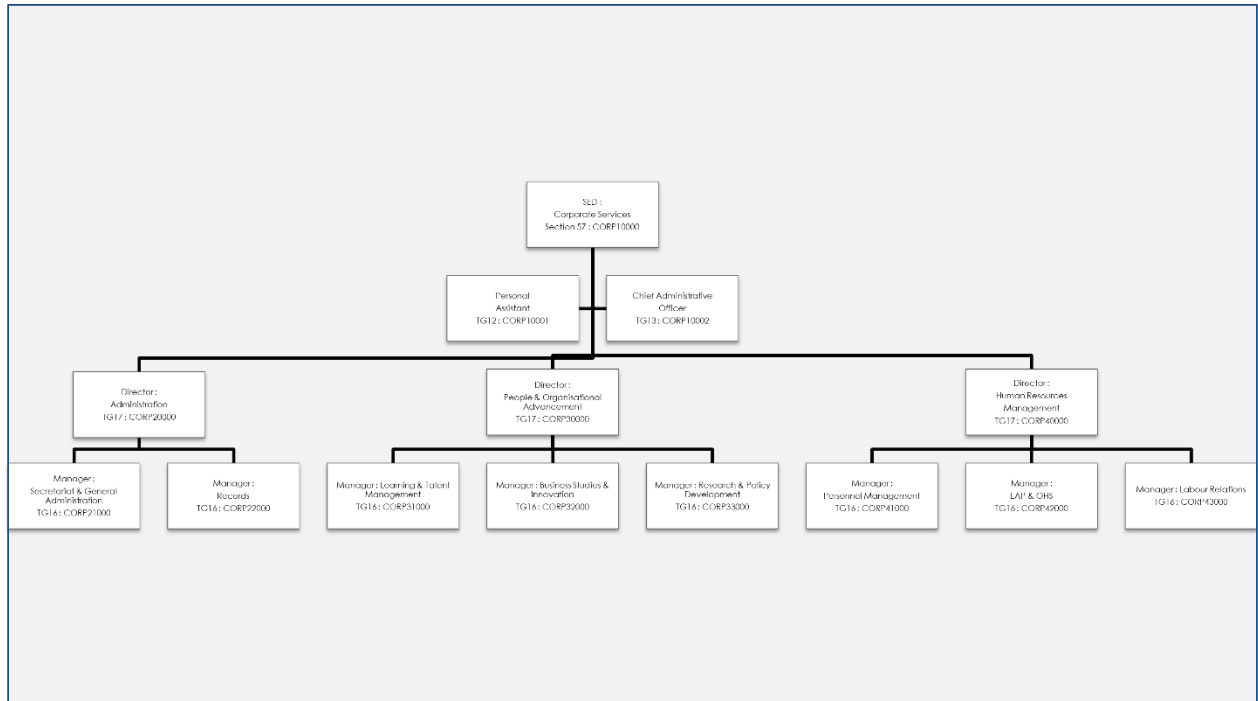 SED :
Corporate Services
Section 57 : CORP10000
Personal
Assistant
TG12 : CORP10001
Chief Administrative
Officer
TG13 : CORP10002
Director :
Administration
TG17 : CORP20000
Director :
People & Organisational
Advancement
TG17 : CORP30000
Director :
Human Resources
Management
TG17 : CORP40000
Manager :
Secretariat & General
Administration
TG16 : CORP21000
Manager :
Records
TG16 : CORP22000
Manager : Learning & Talent
Management
TG16 : CORP31000
Manager : Business Studies &
Innovation
TG16 : CORP32000
Manager : Research & Policy
Development
TG16 : CORP33000
Manager :
Personnel Management
TG16 : CORP41000
Manager :
& OHS
TG16 : CORP42000
Manager : Labour Relations
TG16 : CORP43000